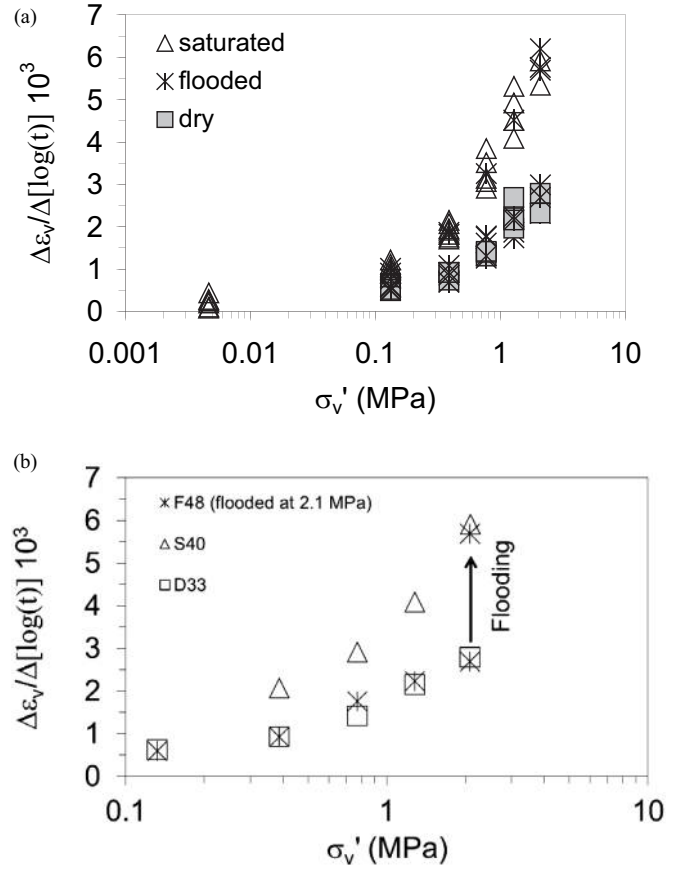 (a)
7
6
5
4
3
2
1
0
Δεᵥ/Δ[log(t)] 10³
saturated
flooded
dry
0.001 0.01 0.1 1 10
σᵥ' (MPa)
(b)
7
6
5
4
3
2
1
0
Δεᵥ/Δ[log(t)] 10³
F48 (flooded at 2.1 MPa)
S40
D33
Flooding
0.1 1 10
σᵥ' (MPa)